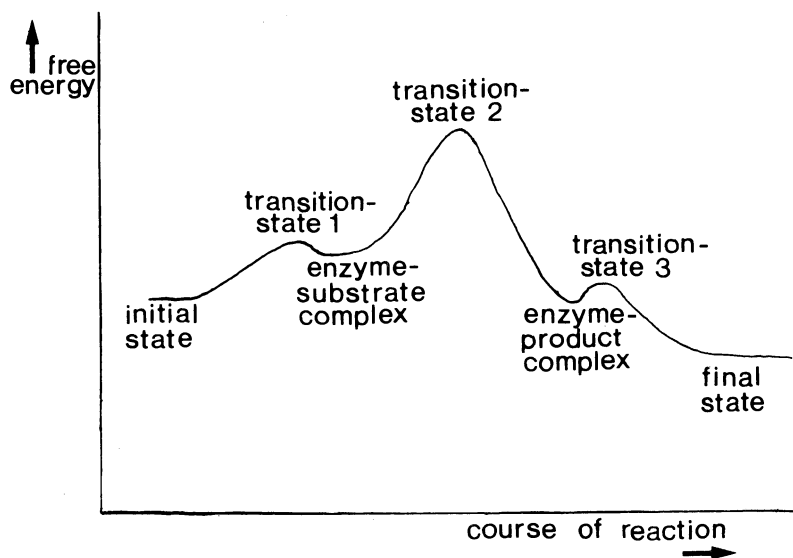 free
energy
transition-
state 2
transition-
state 1
transition-
state 3
enzyme-
substrate
complex
initial
state
enzyme-
product
complex
final
state
course of reaction